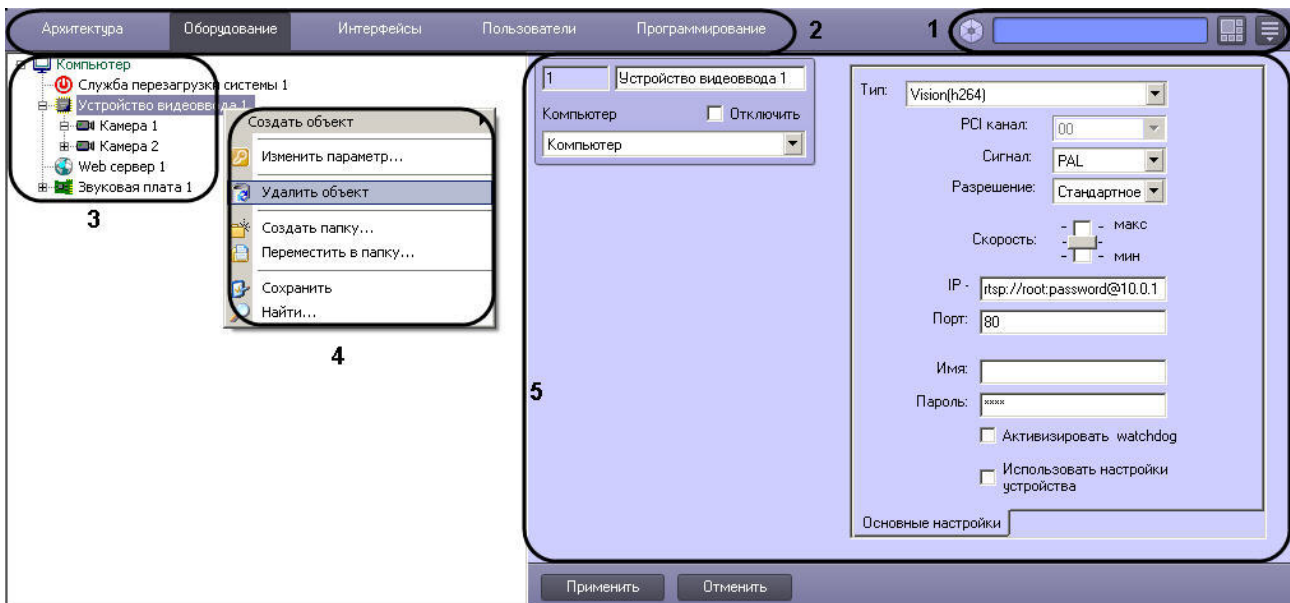 Архитектура Оборудование Интерфейсы Пользователи Программирование 2 1
Компьютер
Служба перезагрузки системы 1
Устройство видеоввода 1
Камера 1
Камера 2
Web сервер 1
Звуковая плата 1
3
Создать объект
Изменить параметр...
Удалить объект
Создать папку...
Переместить в папку...
Сохранить
Найти...
4
1 Устройство видеоввода 1
Компьютер Отключить
Компьютер
5
Тип: Vision(h264)
PCI канал: 00
Сигнал: PAL
Разрешение: Стандартное
Скорость: - - макс
- -
- - мин
IP - rtsp://root:password@10.0.1
Порт: 80
Имя:
Пароль: ××××
Активизировать watchdog
Использовать настройки
устройства
Основные настройки
Применить Отменить